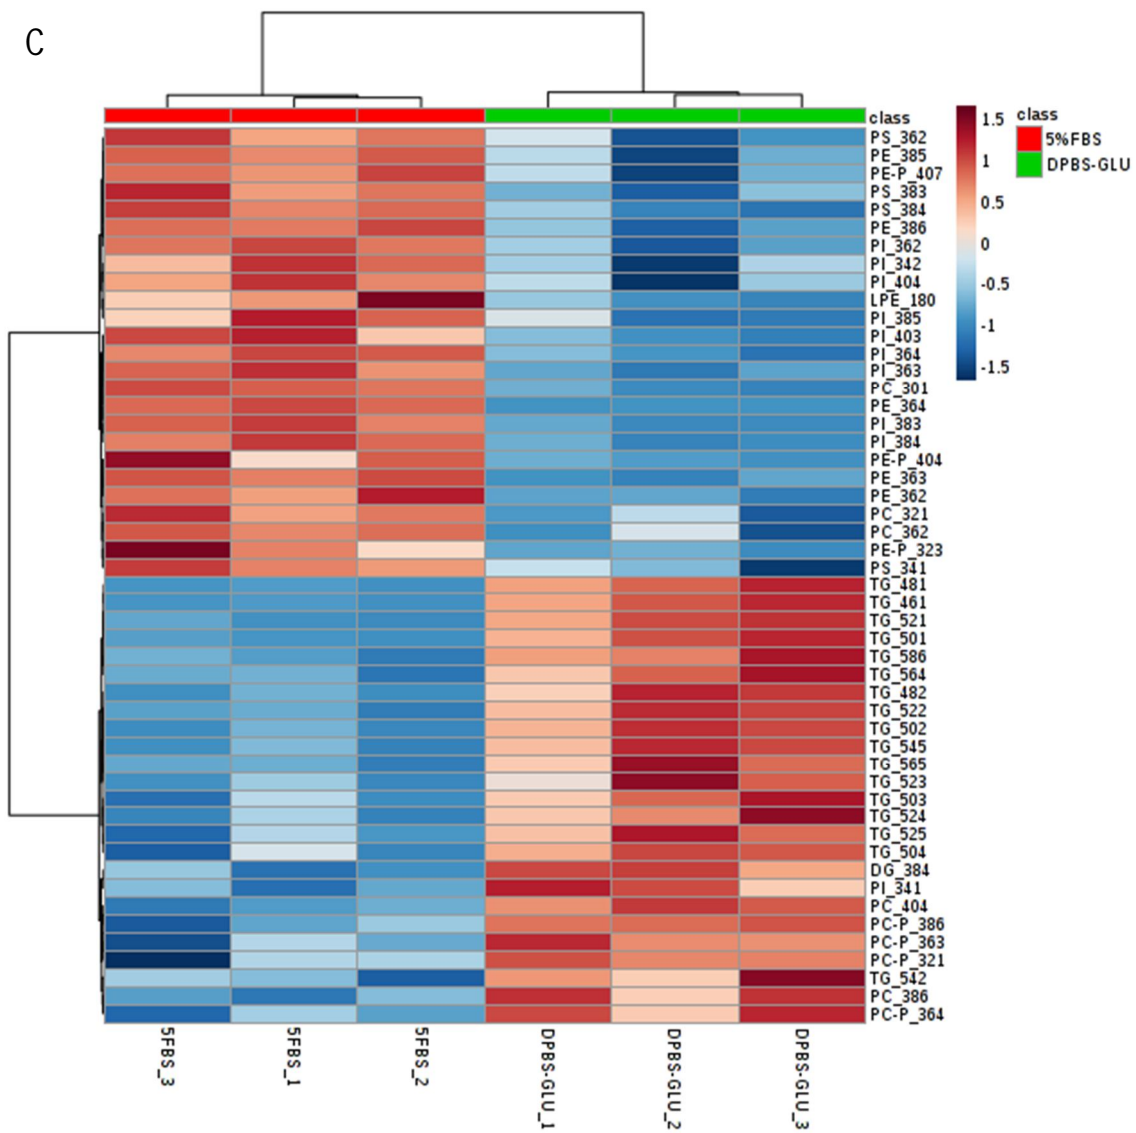 C
class
PS_362
PE_385
PE-P_407
PS_383
PS_384
PE_386
PI_362
PI_342
PI_404
LPE_180
PI_385
PI_403
PI_364
PI_363
PC_301
PE_364
PI_383
PI_384
PE-P_404
PE_363
PE_362
PC_321
PC_362
PE-P_323
PS_341
TG_481
TG_461
TG_521
TG_501
TG_586
TG_564
TG_482
TG_522
TG_502
TG_545
TG_565
TG_523
TG_503
TG_524
TG_525
TG_504
DG_384
PI_341
PC_404
PC-P_386
PC-P_363
PC-P_321
TG_542
PC_386
PC-P_364
1.5
1
0.5
0
-0.5
-1
-1.5
class
5%FBS
DPBS-GLU
5FBS_3
5FBS_1
5FBS_2
DPBS-GLU_1
DPBS-GLU_2
DPBS-GLU_3